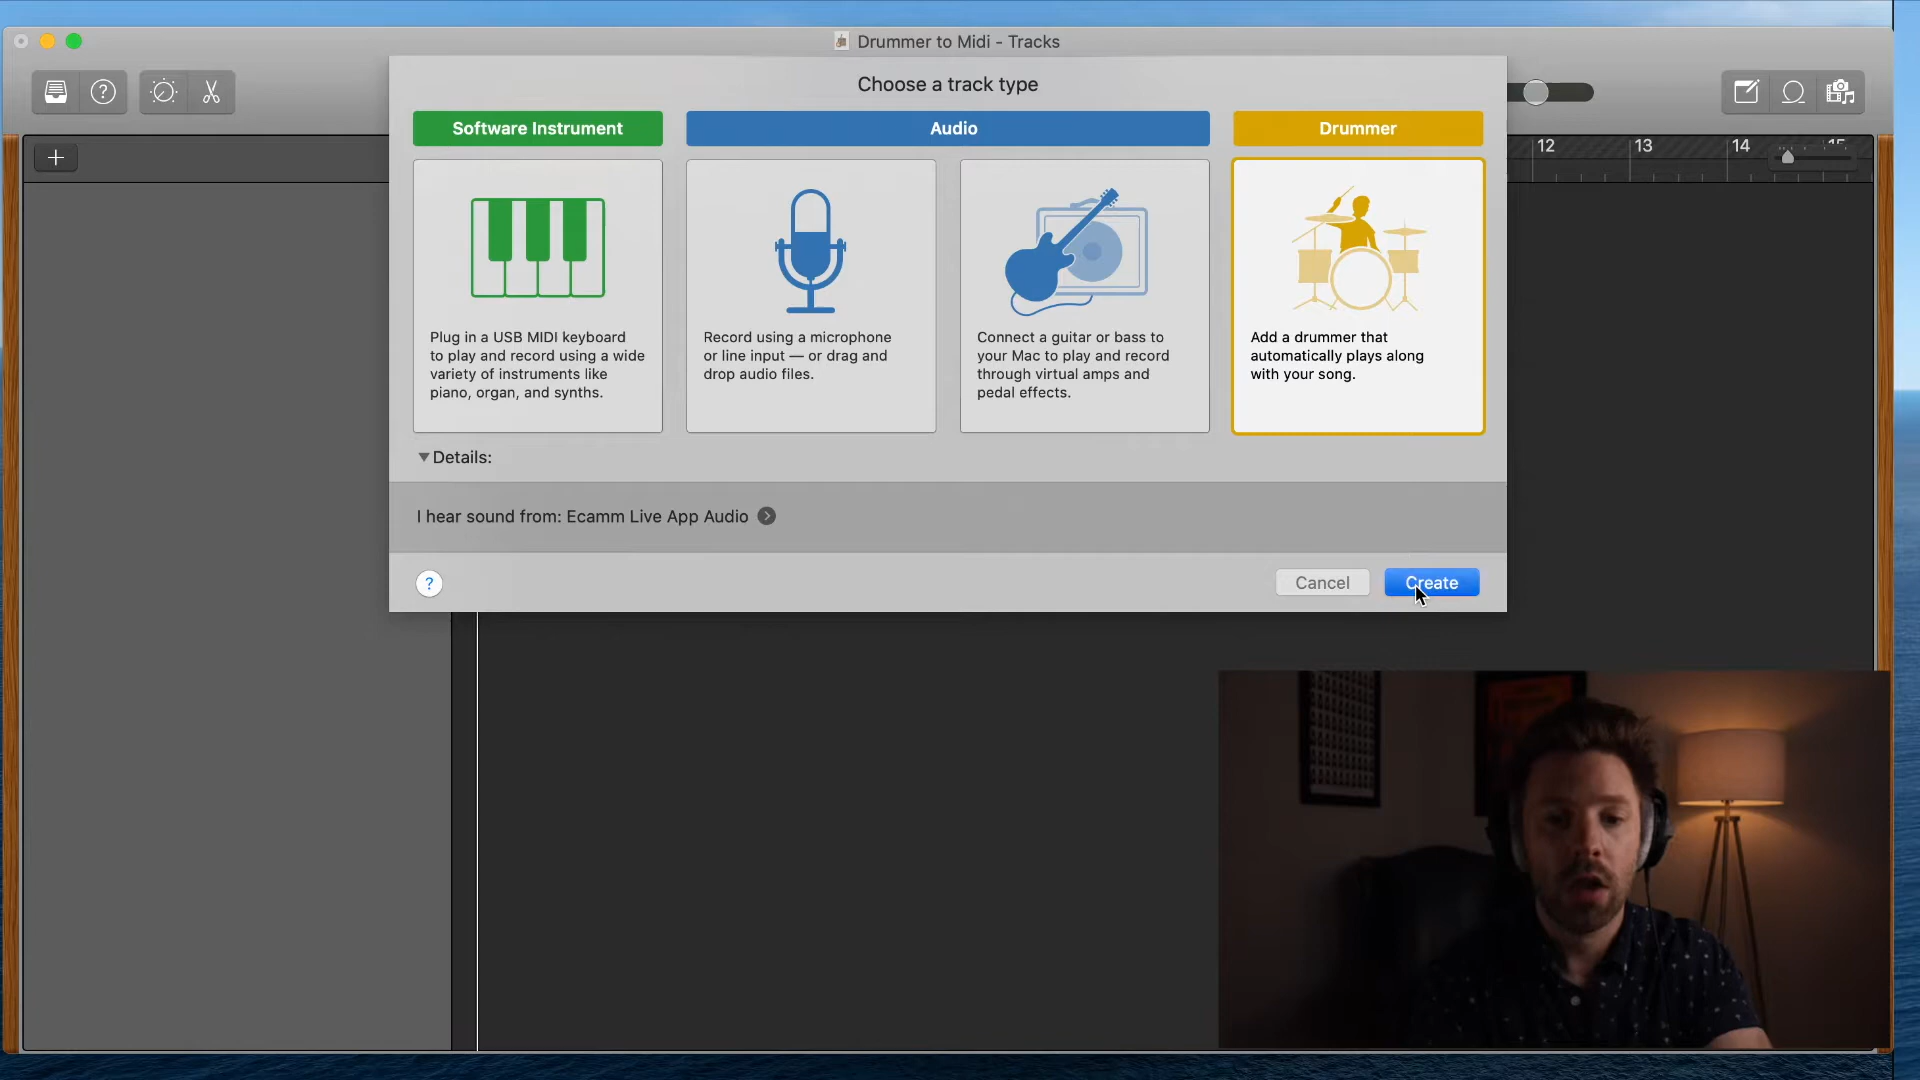 Drummer to Midi - Tracks
Choose a track type
Software Instrument
Audio
Drummer
12
13
14
Plug in a USB MIDI keyboard
to play and record using a wide
variety of instruments like
piano, organ, and synths.
Record using a microphone
or line input — or drag and
drop audio files.
Connect a guitar or bass to
your Mac to play and record
through virtual amps and
pedal effects.
Add a drummer that
automatically plays along
with your song.
Details:
I hear sound from: Ecamm Live App Audio
?
Cancel
Create